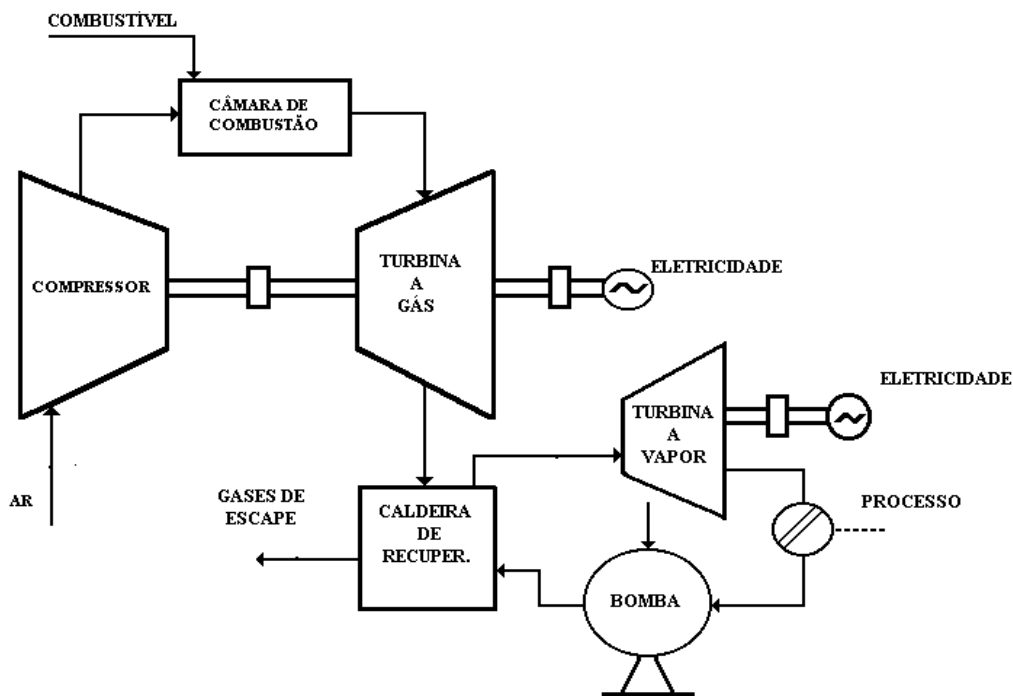 COMBUSTÍVEL
CÂMARA DE
COMBUSTÃO
COMPRESSOR
TURBINA
A
GÁS
ELETRICIDADE
ELETRICIDADE
TURBINA
A
VAPOR
AR
GASES DE
ESCAPE
CALDEIRA
DE
RECUPER.
PROCESSO
BOMBA